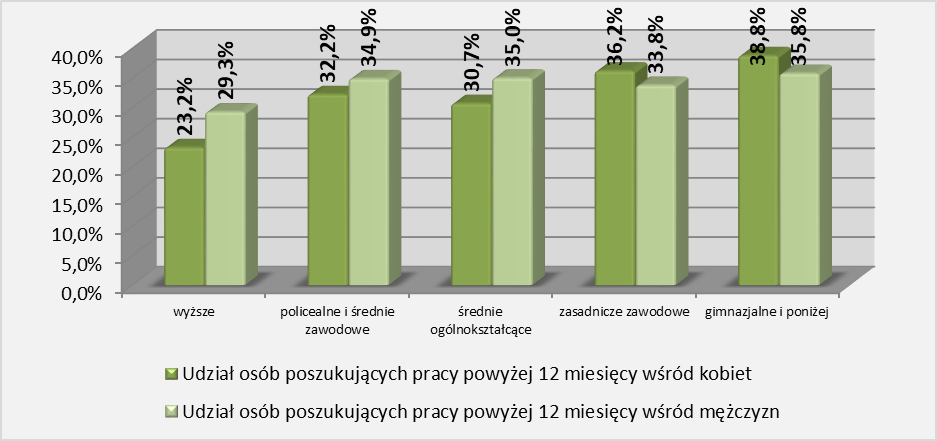 23,2%
29,3%
32,2%
34,9%
30,7%
35,0%
36,2%
33,8%
38,8%
35,8%
40,0%
35,0%
30,0%
25,0%
20,0%
15,0%
10,0%
5,0%
0,0%
wyższe
policealne i średnie
zawodowe
średnie
ogólnokształcące
zasadnicze zawodowe
gimnazjalne i poniżej
Udział osób poszukujących pracy powyżej 12 miesięcy wśród kobiet
Udział osób poszukujących pracy powyżej 12 miesięcy wśród mężczyzn